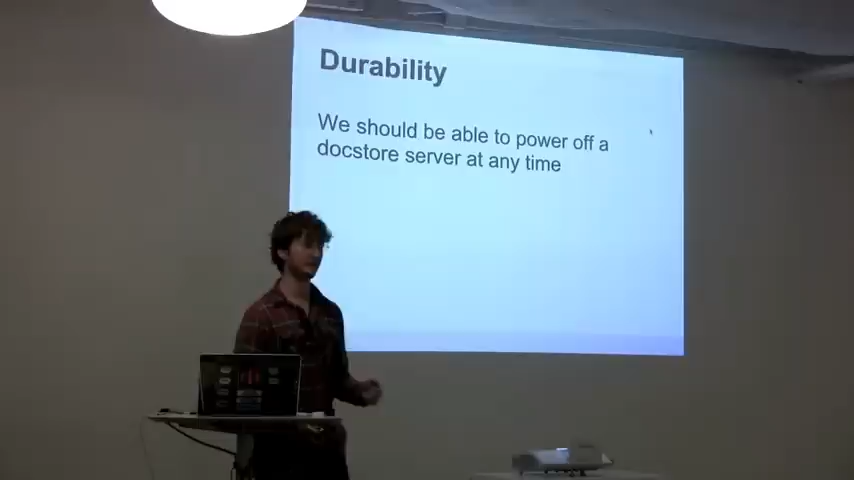 Durability
We should be able to power off a
docstore server at any time